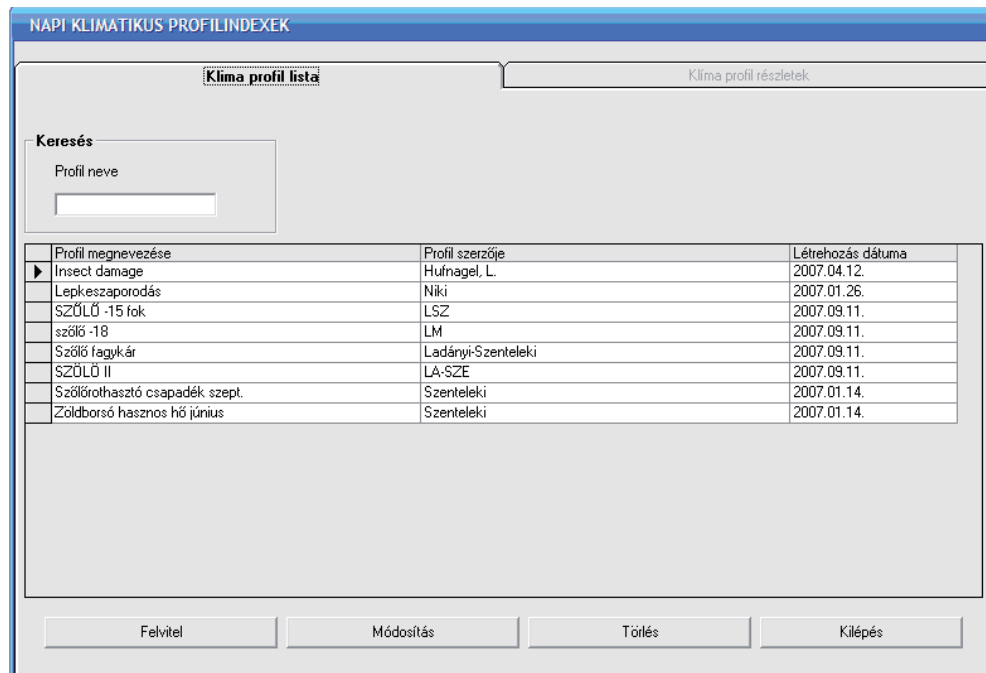 NAPI KLIMATIKUS PROFILINDEXEK
Klíma profil lista Klíma profil részletek
Keresés
Profil neve
Profil megnevezése Profil szerzője Létrehozás dátuma
Insect damage Hufnagel, L. 2007.04.12.
Lepkeszaporodás Niki 2007.01.26.
SZŐLŐ -15 fok LSZ 2007.09.11.
szőlő -18 LM 2007.09.11.
Szőlő fagykár Ladányi-Szenteleki 2007.09.11.
SZÖLÖ II LA-SZE 2007.09.11.
Szőlőrothasztó csapadék szept. Szenteleki 2007.01.14.
Zöldborsó hasznos hő június Szenteleki 2007.01.14.
Felvitel Módosítás Törlés Kilépés